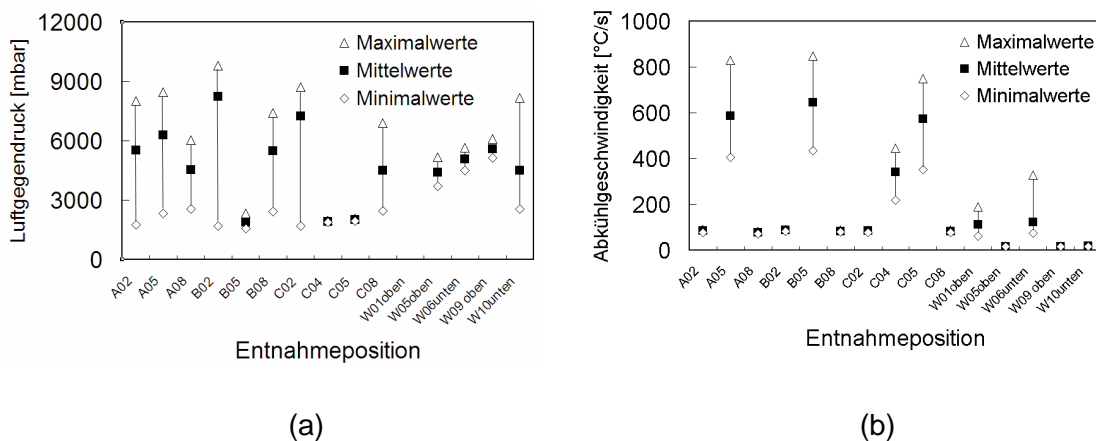 12000
9000
6000
3000
0
Luftgegendruck [mbar]
Maximalwerte
Mittelwerte
Minimalwerte
A02
A05
A08
B02
B05
B08
C02
C04
C05
C08
W01oben
W05oben
W06unten
W09 oben
W10unten
Entnahmeposition
(a)
1000
800
600
400
200
0
Abkühlgeschwindigkeit [°C/s]
Maximalwerte
Mittelwerte
Minimalwerte
A02
A05
A08
B02
B05
B08
C02
C04
C05
C08
W01oben
W05oben
W06unten
W09 oben
W10unten
Entnahmeposition
(b)